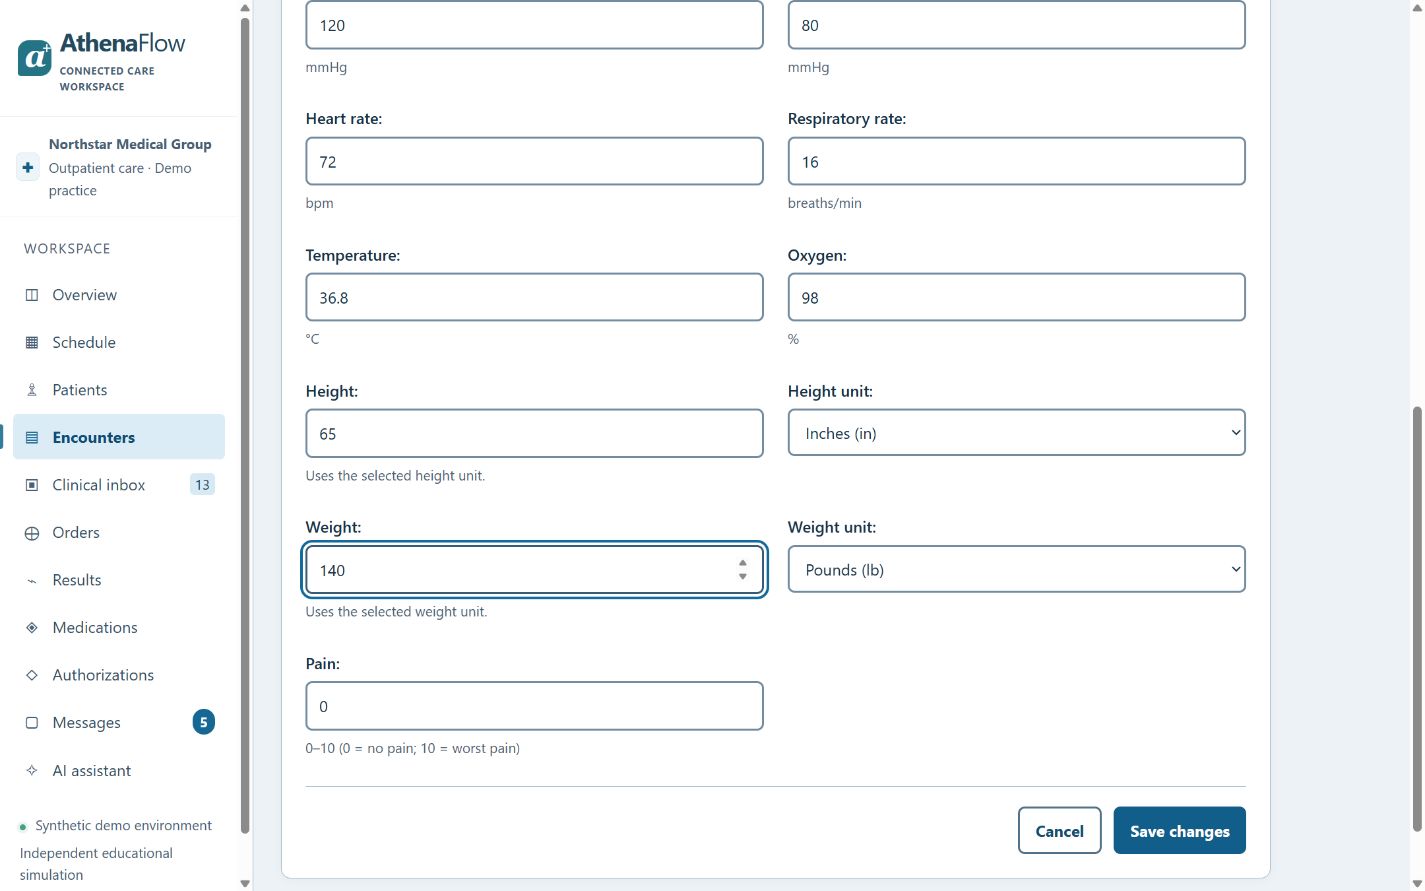 AthenaFlow
CONNECTED CARE
WORKSPACE
Northstar Medical Group
Outpatient care · Demo
practice
WORKSPACE
Overview
Schedule
Patients
Encounters
Clinical inbox 13
Orders
Results
Medications
Authorizations
Messages 5
AI assistant
Synthetic demo environment
Independent educational
simulation
120
80
mmHg
mmHg
Heart rate:
Respiratory rate:
72
16
bpm
breaths/min
Temperature:
Oxygen:
36.8
98
°C
%
Height:
Height unit:
65
Inches (in)
Uses the selected height unit.
Weight:
Weight unit:
140
Pounds (lb)
Uses the selected weight unit.
Pain:
0
0–10 (0 = no pain; 10 = worst pain)
Cancel
Save changes